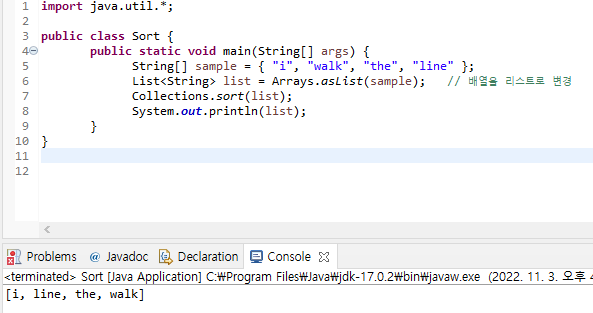 1 import java.util.*;
2
3 public class Sort {
4 public static void main(String[] args) {
5 String[] sample = { "i", "walk", "the", "line" };
6 List<String> list = Arrays.asList(sample); // 배열을 리스트로 변경
7 Collections.sort(list);
8 System.out.println(list);
9 }
10 }
11
12
Problems @ Javadoc Declaration Console
<terminated> Sort [Java Application] C:₩Program Files₩Java₩jdk-17.0.2₩bin₩javaw.exe (2022. 11. 3. 오후
[i, line, the, walk]